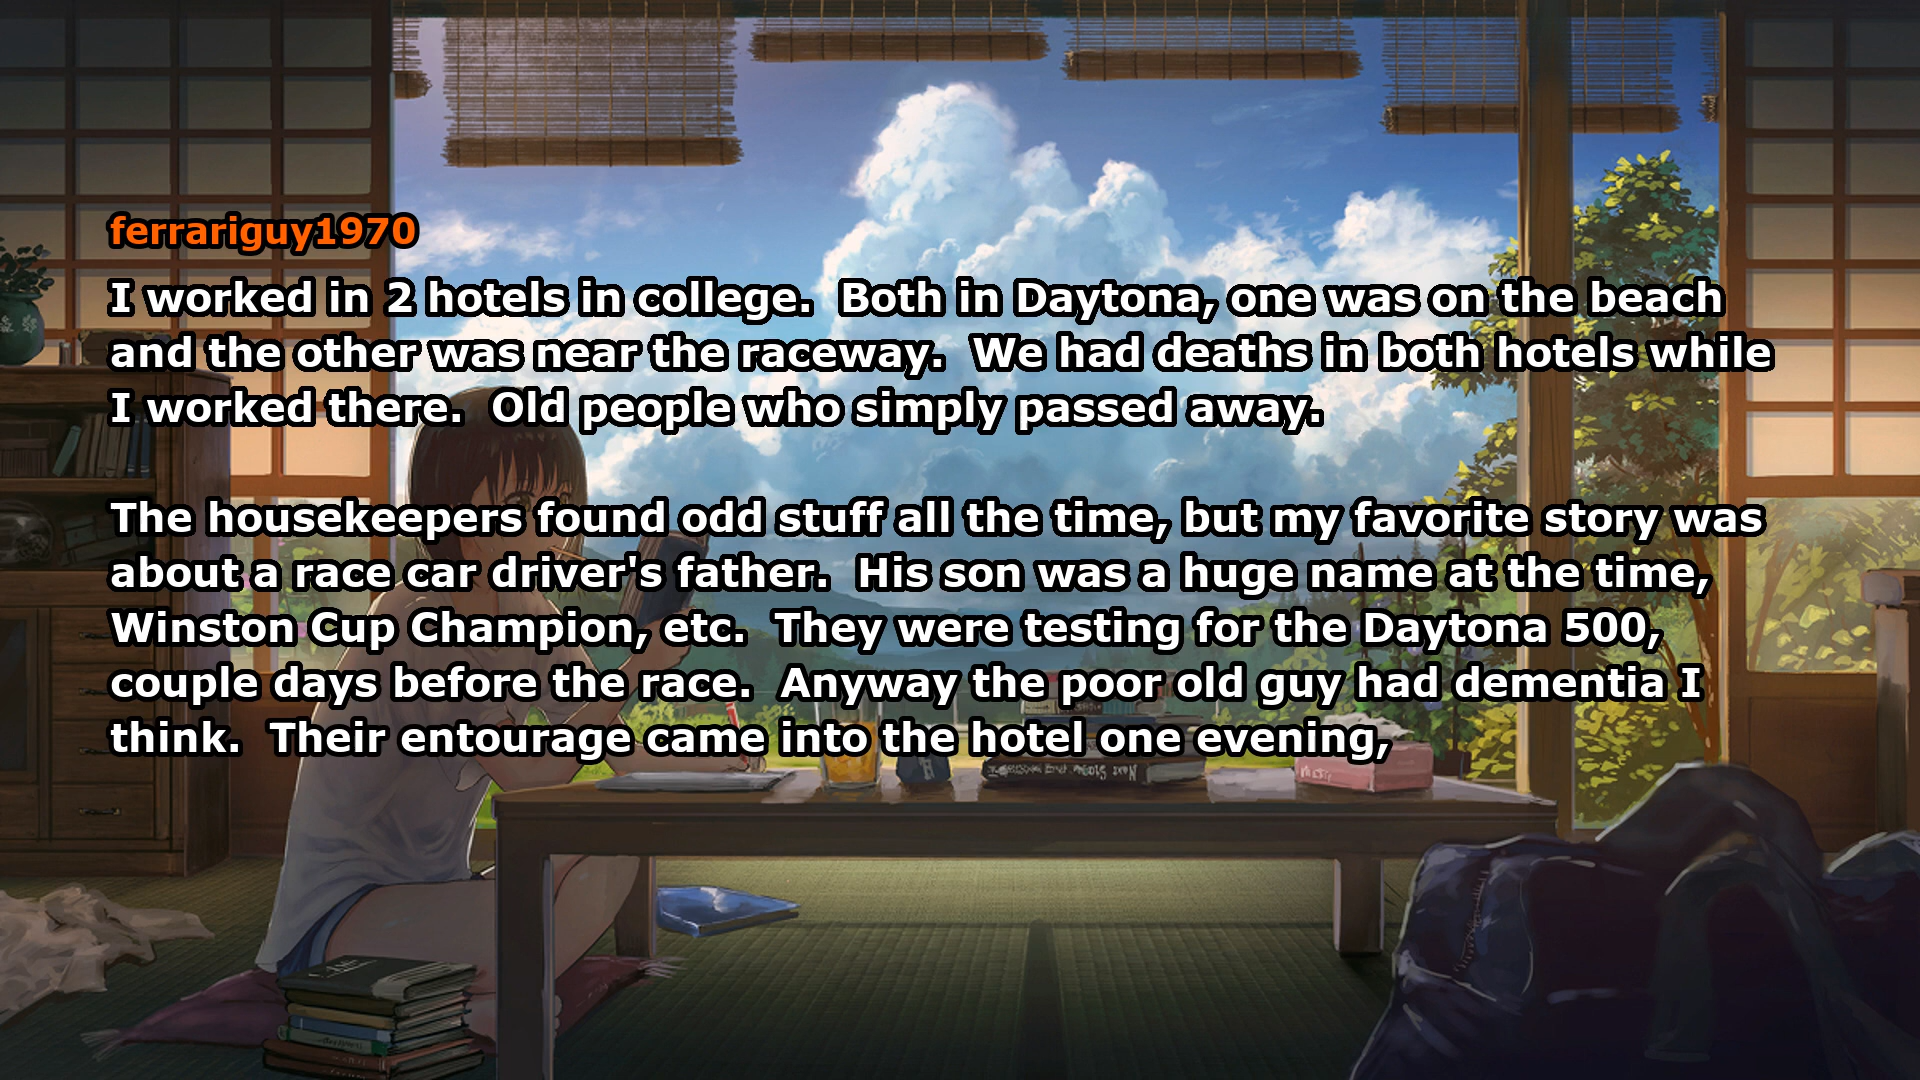 ferrariguy1970
I worked in 2 hotels in college.  Both in Daytona, one was on the beach
and the other was near the raceway.  We had deaths in both hotels while
I worked there.  Old people who simply passed away.
The housekeepers found odd stuff all the time, but my favorite story was
about a race car driver's father.  His son was a huge name at the time,
Winston Cup Champion, etc.  They were testing for the Daytona 500,
couple days before the race.  Anyway the poor old guy had dementia I
think.  Their entourage came into the hotel one evening,